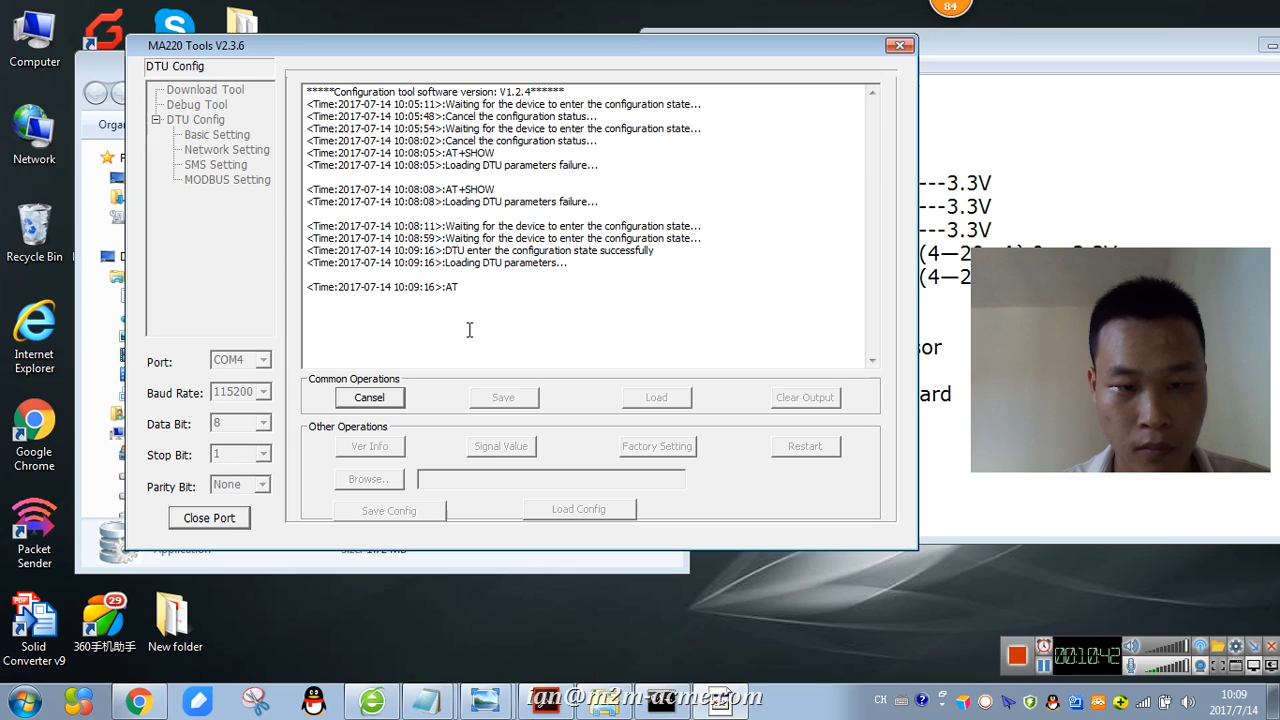 84
MA220 Tools V2.3.6
DTU Config
Download Tool
Debug Tool
DTU Config
Basic Setting
Network Setting
SMS Setting
MODBUS Setting
*****Configuration tool software version: V1.2.4******
<Time:2017-07-14 10:05:11>:Waiting for the device to enter the configuration state...
<Time:2017-07-14 10:05:48>:Cancel the configuration status...
<Time:2017-07-14 10:05:54>:Waiting for the device to enter the configuration state...
<Time:2017-07-14 10:08:02>:Cancel the configuration status...
<Time:2017-07-14 10:08:05>:AT+SHOW
<Time:2017-07-14 10:08:05>:Loading DTU parameters failure...
<Time:2017-07-14 10:08:08>:AT+SHOW
<Time:2017-07-14 10:08:08>:Loading DTU parameters failure...
<Time:2017-07-14 10:08:11>:Waiting for the device to enter the configuration state...
<Time:2017-07-14 10:08:59>:Waiting for the device to enter the configuration state...
<Time:2017-07-14 10:09:16>:DTU enter the configuration state successfully
<Time:2017-07-14 10:09:16>:Loading DTU parameters...
<Time:2017-07-14 10:09:16>:AT
Port: COM4
Baud Rate: 115200
Data Bit: 8
Stop Bit: 1
Parity Bit: None
Close Port
Common Operations
Cansel Save Load Clear Output
Other Operations
Ver Info Signal Value Factory Setting Restart
Browse..
Save Config Load Config
---3.3V
---3.3V
---3.3V
sor
ard
Organ
Application
Computer
Network
Recycle Bin
Internet
Explorer
Google
Chrome
Packet
Sender
Solid
Converter v9
29
360手机助手
New folder
00:10:42
ian@m2m-acme.com
CH
10:09
2017/7/14